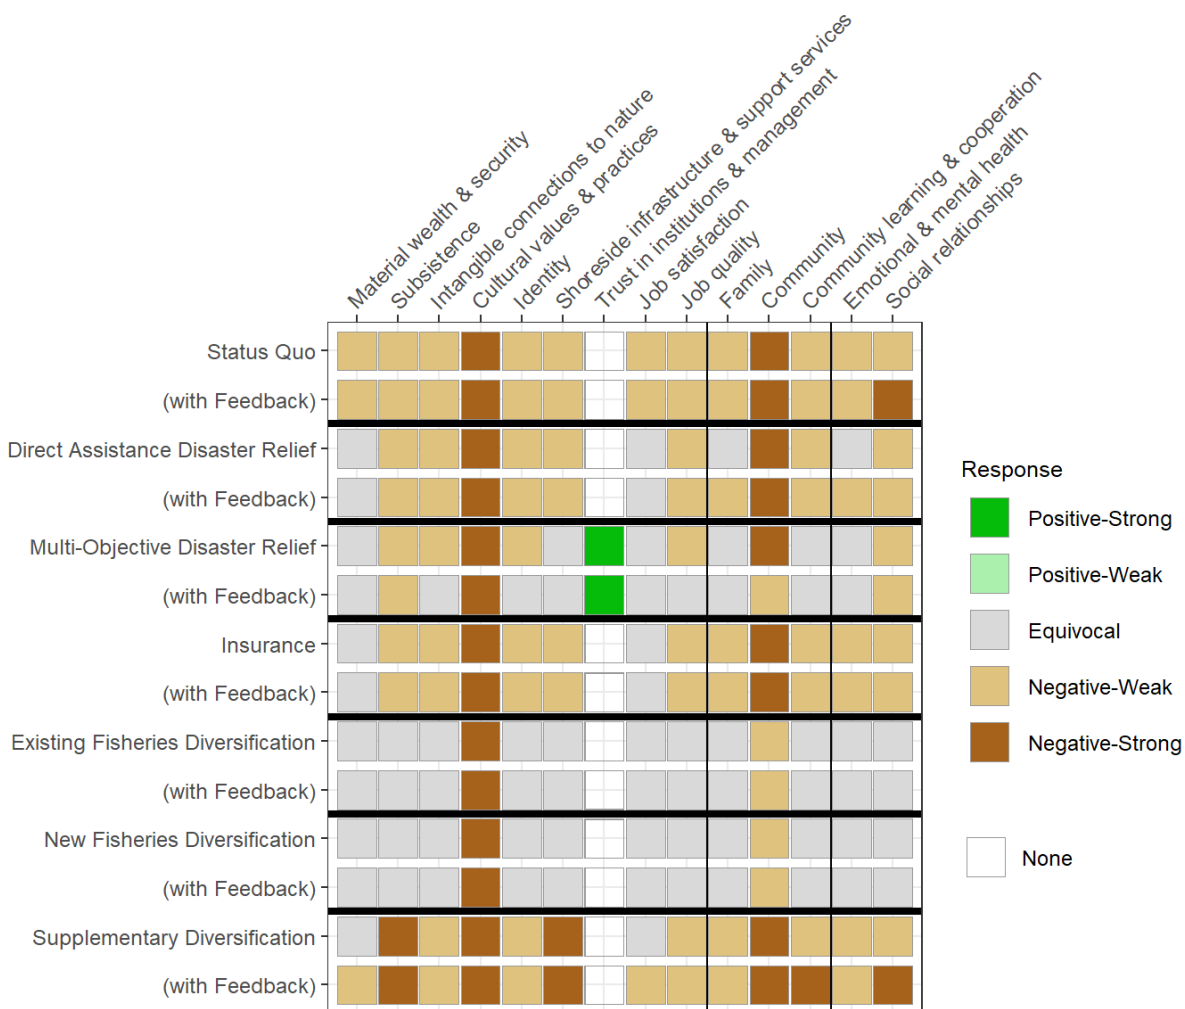 Material wealth & security
Subsistence
Intangible connections to nature
Cultural values & practices
Identity
Shoreside infrastructure & support services
Trust in institutions & management
Job satisfaction
Job quality
Family
Community
Community learning & cooperation
Emotional & mental health
Social relationships
Status Quo
(with Feedback)
Direct Assistance Disaster Relief
(with Feedback)
Multi-Objective Disaster Relief
(with Feedback)
Insurance
(with Feedback)
Existing Fisheries Diversification
(with Feedback)
New Fisheries Diversification
(with Feedback)
Supplementary Diversification
(with Feedback)
Response
Positive-Strong
Positive-Weak
Equivocal
Negative-Weak
Negative-Strong
None